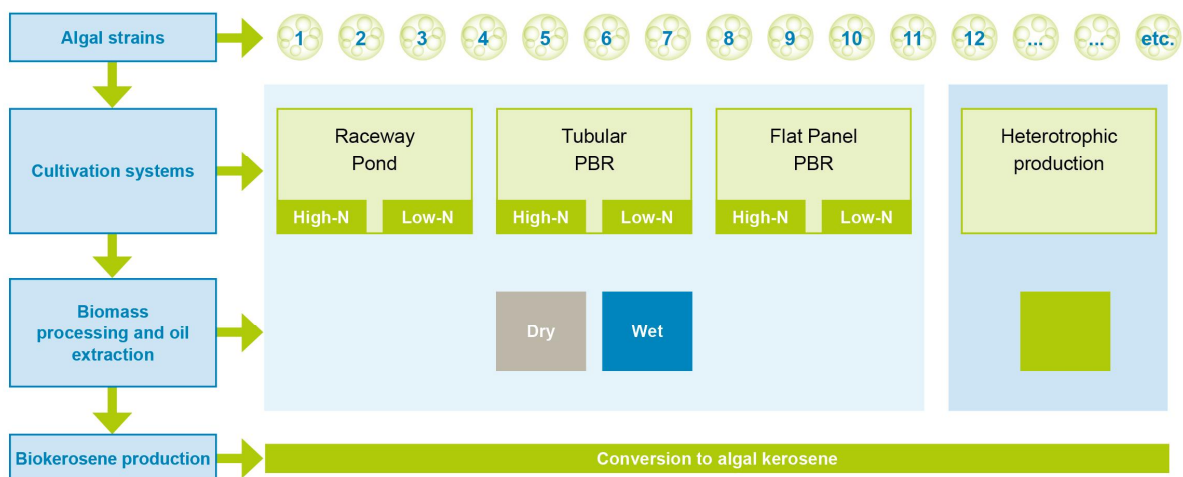 Algal strains
1 2 3 4 5 6 7 8 9 10 11 12 ... ... etc.
Cultivation systems
Raceway
Pond
High-N Low-N
Tubular
PBR
High-N Low-N
Flat Panel
PBR
High-N Low-N
Heterotrophic
production
Biomass
processing and oil
extraction
Dry
Wet
Biokerosene production
Conversion to algal kerosene